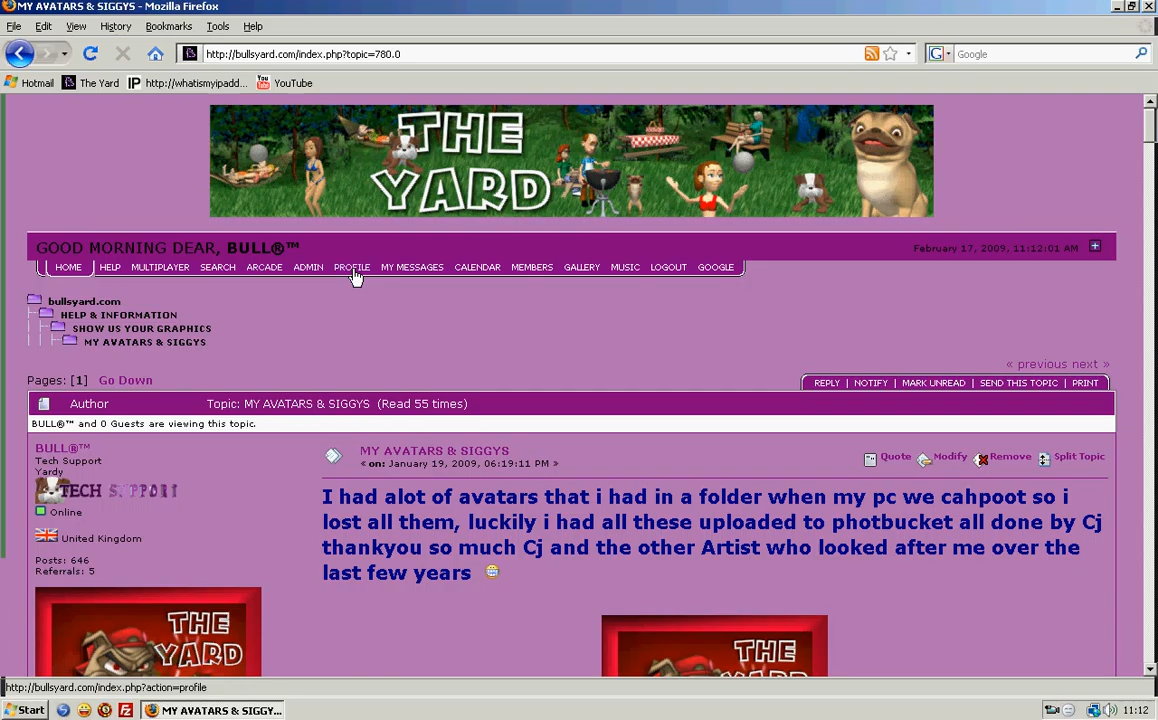 MY AVATARS & SIGGYS - Mozilla Firefox
File Edit View History Bookmarks Tools Help
http://bullsyard.com/index.php?topic=780.0
G Google
Hotmail The Yard IP http://whatismyipadd... YouTube
THE
YARD
GOOD MORNING DEAR, BULL®™
February 17, 2009, 11:12:01 AM
HOME HELP MULTIPLAYER SEARCH ARCADE ADMIN PROFILE MY MESSAGES CALENDAR MEMBERS GALLERY MUSIC LOGOUT GOOGLE
bullsyard.com
HELP & INFORMATION
SHOW US YOUR GRAPHICS
MY AVATARS & SIGGYS
« previous next »
Pages: [1] Go Down
REPLY | NOTIFY | MARK UNREAD | SEND THIS TOPIC | PRINT
Author Topic: MY AVATARS & SIGGYS (Read 55 times)
BULL®™ and 0 Guests are viewing this topic.
BULL®™
Tech Support
Yardy
TECH SUPPORT
Online
United Kingdom
Posts: 646
Referrals: 5
THE
YARD
MY AVATARS & SIGGYS
« on: January 19, 2009, 06:19:11 PM »
Quote Modify Remove Split Topic
I had alot of avatars that i had in a folder when my pc we cahpoot so i
lost all them, luckily i had all these uploaded to photbucket all done by Cj
thankyou so much Cj and the other Artist who looked after me over the
last few years
THE
YARD
http://bullsyard.com/index.php?action=profile
Start MY AVATARS & SIGGY... 11:12